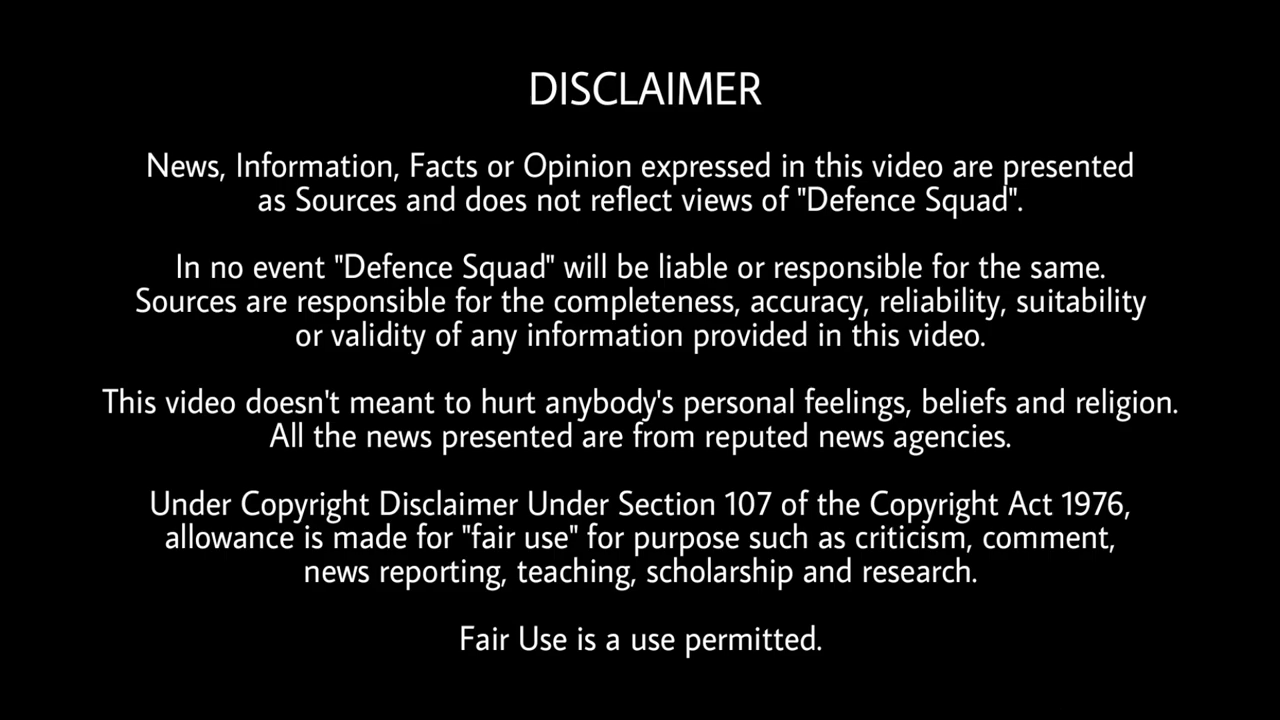 DISCLAIMER
News, Information, Facts or Opinion expressed in this video are presented
as Sources and does not reflect views of "Defence Squad".
In no event "Defence Squad" will be liable or responsible for the same.
Sources are responsible for the completeness, accuracy, reliability, suitability
or validity of any information provided in this video.
This video doesn't meant to hurt anybody's personal feelings, beliefs and religion.
All the news presented are from reputed news agencies.
Under Copyright Disclaimer Under Section 107 of the Copyright Act 1976,
allowance is made for "fair use" for purpose such as criticism, comment,
news reporting, teaching, scholarship and research.
Fair Use is a use permitted.